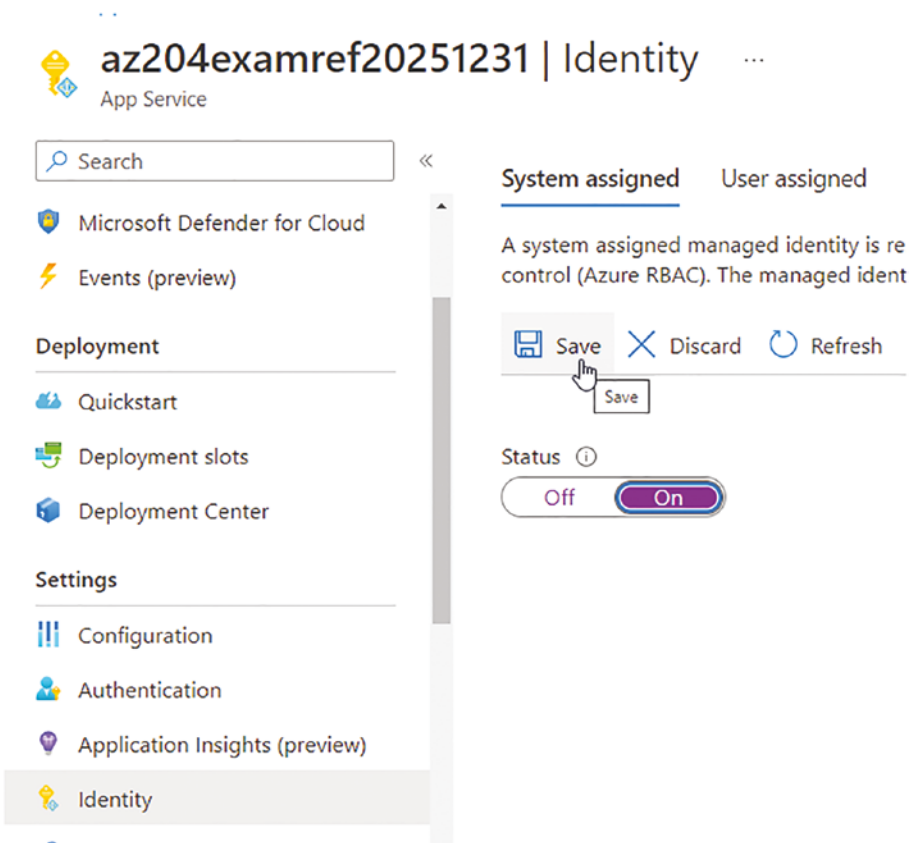 az204examref20251231 | Identity ...
App Service
Search
«
Microsoft Defender for Cloud
Events (preview)
Deployment
Quickstart
Deployment slots
Deployment Center
Settings
Configuration
Authentication
Application Insights (preview)
Identity
System assigned User assigned
A system assigned managed identity is re
control (Azure RBAC). The managed ident
Save Discard Refresh
Save
Status
Off On